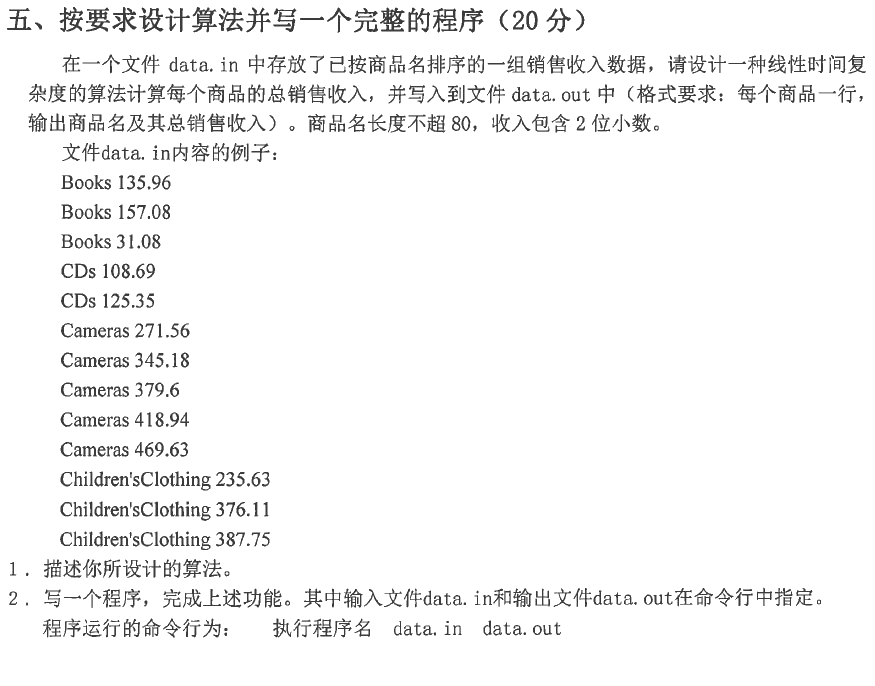 五、按要求设计算法并写一个完整的程序（20 分）
在一个文件 data.in 中存放了已按商品名排序的一组销售收入数据，请设计一种线性时间复
杂度的算法计算每个商品的总销售收入，并写入到文件 data.out 中（格式要求：每个商品一行，
输出商品名及其总销售收入）。商品名长度不超 80，收入包含 2 位小数。
文件data.in内容的例子：
Books 135.96
Books 157.08
Books 31.08
CDs 108.69
CDs 125.35
Cameras 271.56
Cameras 345.18
Cameras 379.6
Cameras 418.94
Cameras 469.63
Children'sClothing 235.63
Children'sClothing 376.11
Children'sClothing 387.75
1．描述你所设计的算法。
2．写一个程序，完成上述功能。其中输入文件data.in和输出文件data.out在命令行中指定。
程序运行的命令行为： 执行程序名 data.in data.out